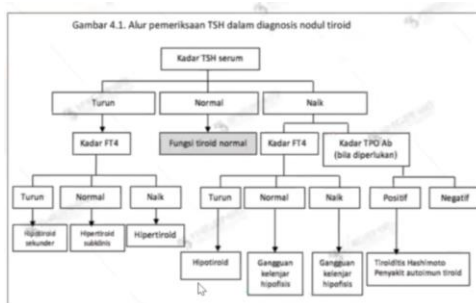 Gambar 4.1. Alur pemeriksaan TSH dalam diagnosis nodul tiroid
Kadar TSH serum
Turun
Normal
Naik
Kadar FT4
Fungsi tiroid normal
Kadar FT4
Kadar TPO Ab
(bila diperlukan)
Turun
Normal
Naik
Turun
Normal
Naik
Positif
Negatif
Hipotiroid
sekunder
Hipertiroid
subklinis
Hipertiroid
Hipotiroid
Gangguan
kelenjar
hipofisis
Gangguan
kelenjar
hipofisis
Tiroiditis Hashimoto
Penyakit autoimun tiroid